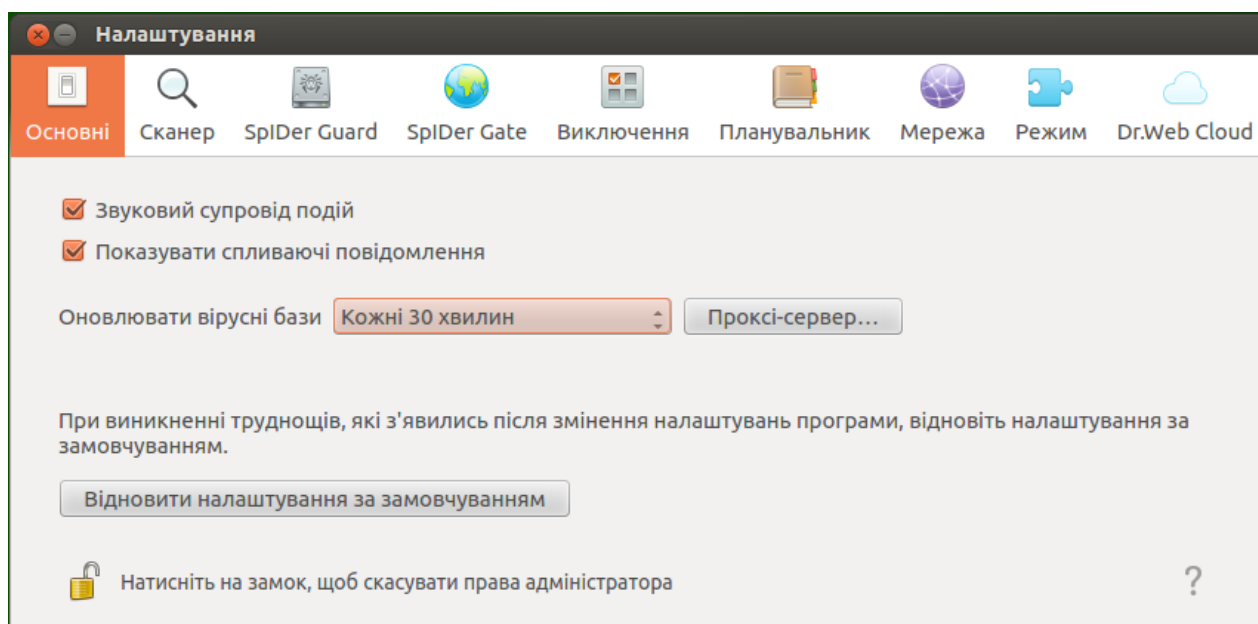 Налаштування
Основні Сканер SpIDer Guard SpIDer Gate Виключення Планувальник Мережа Режим Dr.Web Cloud
Звуковий супровід подій
Показувати спливаючі повідомлення
Оновлювати вірусні бази Кожні 30 хвилин Проксі-сервер...
При виникненні труднощів, які з'явились після змінення налаштувань програми, відновіть налаштування за
замовчуванням.
Відновити налаштування за замовчуванням
Натисніть на замок, щоб скасувати права адміністратора ?